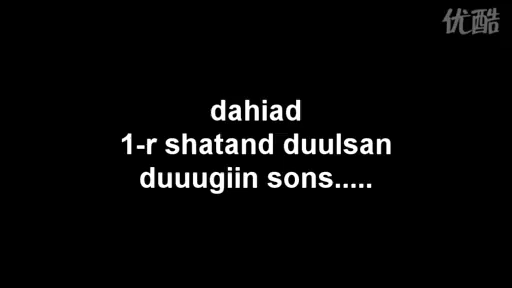 优酷
dahiad
1-r shatand duulsan
duuugiin sons.....